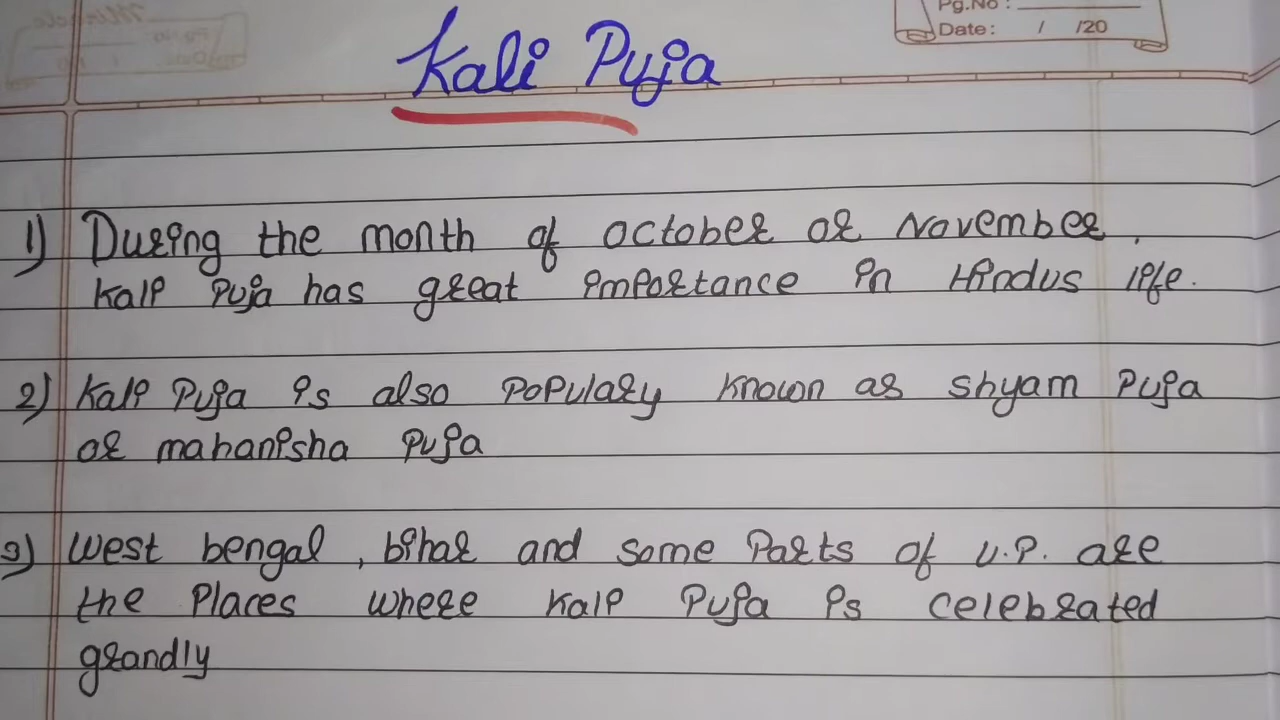 Pg.No :
Date: / /20
Kali Puja
1) During the month of october or November,
Kali Puja has great importance in Hindus life.
2) Kali Puja is also Popularly known as shyam Puja
or mahanisha Puja
3) West bengal, bihar and some Parts of U.P. are
the Places where Kali Puja is celebrated
grandly